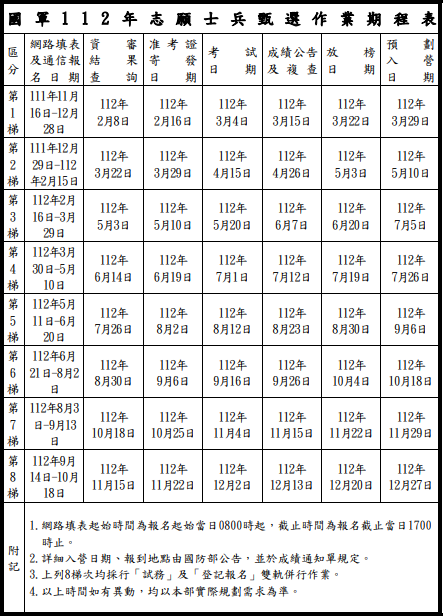 國軍112年志願士兵甄選作業期程表
區分 網路填表及通信報名日期 資審結果查詢 准考證寄發日期 考試日期 成績公告及複查 放榜日期 預劃入營日期
第1梯 111年11月16日-12月28日 112年2月8日 112年2月16日 112年3月4日 112年3月15日 112年3月22日 112年3月29日
第2梯 111年12月29日-112年2月15日 112年3月22日 112年3月29日 112年4月15日 112年4月26日 112年5月3日 112年5月10日
第3梯 112年2月16日-3月29日 112年5月3日 112年5月10日 112年5月20日 112年6月7日 112年6月20日 112年7月5日
第4梯 112年3月30日-5月10日 112年6月14日 112年6月19日 112年7月1日 112年7月12日 112年7月19日 112年7月26日
第5梯 112年5月11日-6月20日 112年7月26日 112年8月2日 112年8月12日 112年8月23日 112年8月30日 112年9月6日
第6梯 112年6月21日-8月2日 112年8月30日 112年9月6日 112年9月16日 112年9月26日 112年10月4日 112年10月18日
第7梯 112年8月3日-9月13日 112年10月18日 112年10月25日 112年11月4日 112年11月15日 112年11月22日 112年11月29日
第8梯 112年9月14日-10月18日 112年11月15日 112年11月22日 112年12月2日 112年12月13日 112年12月20日 112年12月27日
附記
1.網路填表起始時間為報名起始當日0800時起，截止時間為報名截止當日1700
時止。
2.詳細入營日期、報到地點由國防部公告，並於成績通知單規定。
3.上列8梯次均採行「試務」及「登記報名」雙軌併行作業。
4.以上時間如有異動，均以本部實際規劃需求為準。